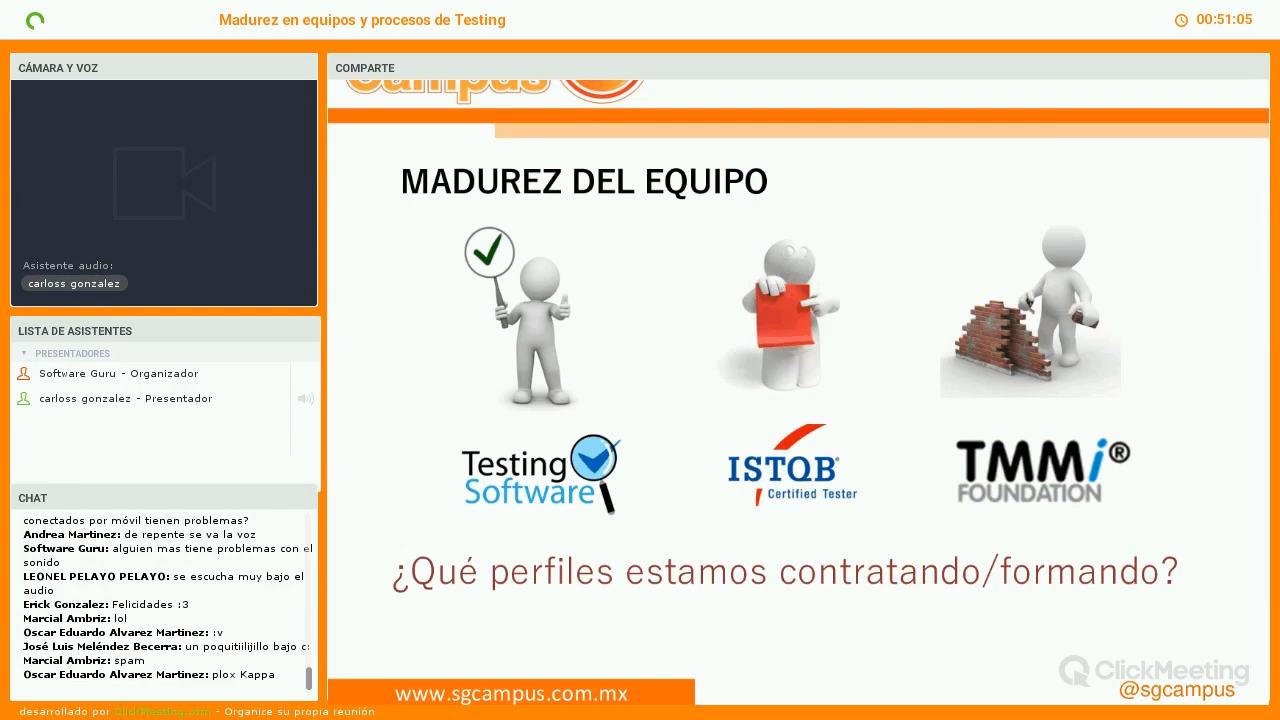 Madurez en equipos y procesos de Testing
00:51:05
CÁMARA Y VOZ
Asistente audio:
carloss gonzalez
LISTA DE ASISTENTES
PRESENTADORES
Software Guru - Organizador
carloss gonzalez - Presentador
CHAT
conectados por móvil tienen problemas?
Andrea Martinez: de repente se va la voz
Software Guru: alguien mas tiene problemas con el
sonido
LEONEL PELAYO PELAYO: se escucha muy bajo el
audio
Erick Gonzalez: Felicidades :3
Marcial Ambriz: lol
Oscar Eduardo Alvarez Martinez: :v
José Luis Meléndez Becerra: un poquitiilijillo bajo c:
Marcial Ambriz: spam
Oscar Eduardo Alvarez Martinez: plox Kappa
desarrollado por ClickMeeting.com - Organice su propia reunión
COMPARTE
Campus
MADUREZ DEL EQUIPO
Testing
Software
ISTQB®
Certified Tester
TMMi®
FOUNDATION
¿Qué perfiles estamos contratando/formando?
ClickMeeting
www.sgcampus.com.mx
@sgcampus